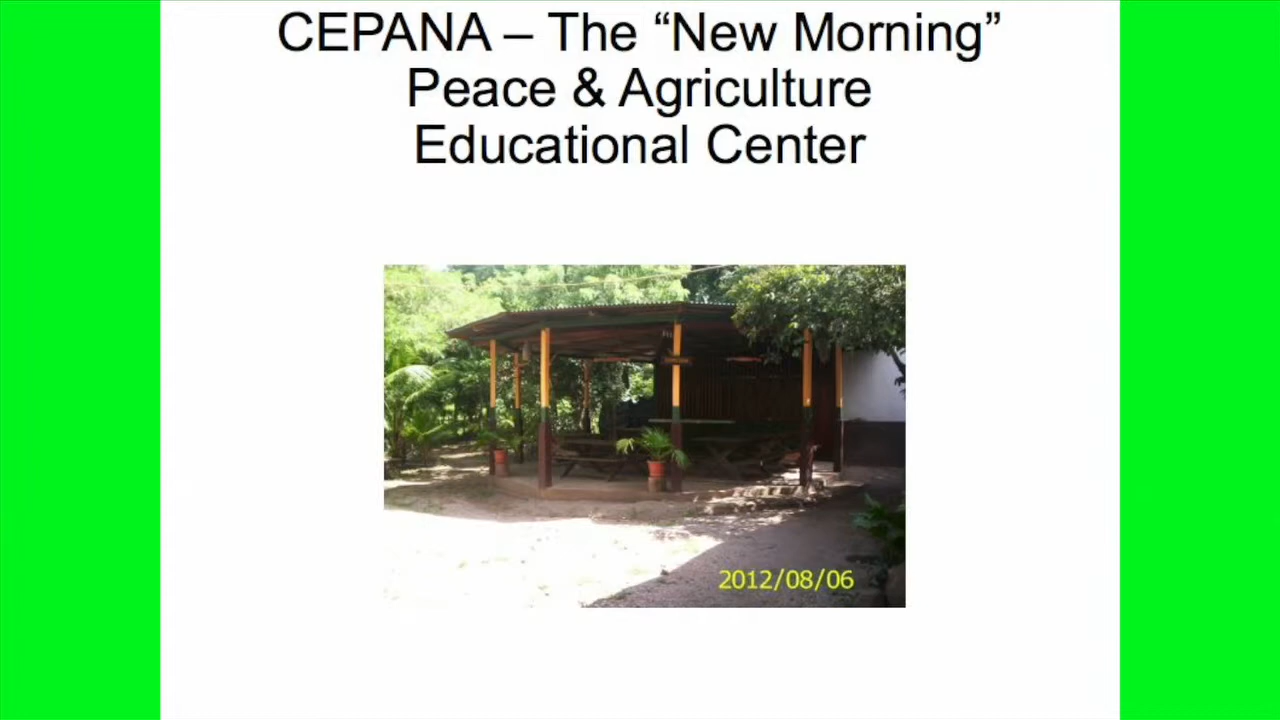 CEPANA – The “New Morning”
Peace & Agriculture
Educational Center
2012/08/06